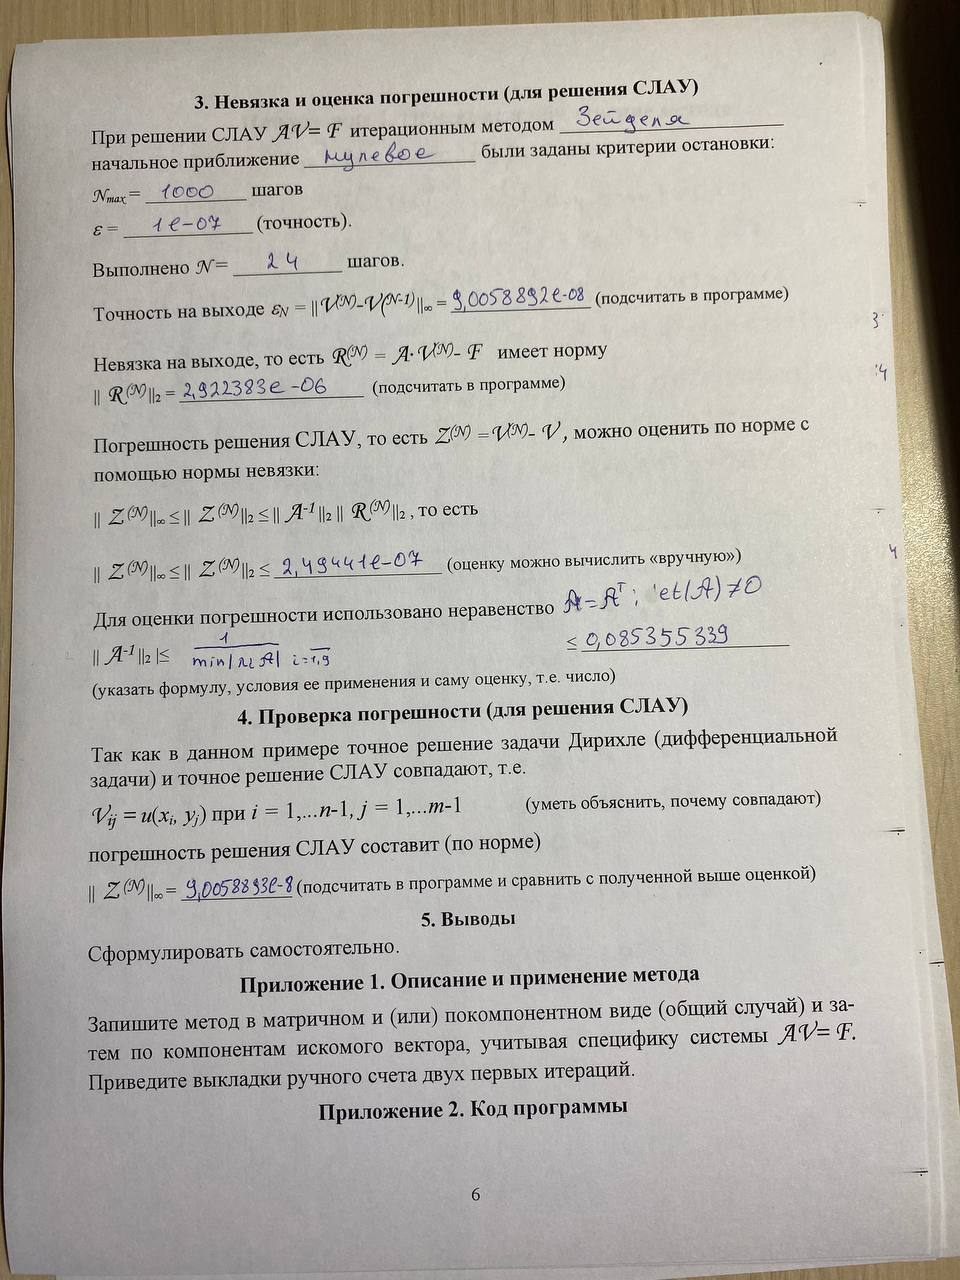 3. Невязка и оценка погрешности (для решения СЛАУ)
При решении СЛАУ AV= F итерационным методом Зейделя
начальное приближение нулевое были заданы критерии остановки:
Nmax = 1000 шагов
ε = 1e-07 (точность).
Выполнено N= 24 шагов.
Точность на выходе εN = ||V(N)-V(N-1)||∞ = 9,0058892e-08 (подсчитать в программе)
Невязка на выходе, то есть R(N) = A· V(N)- F имеет норму
|| R(N)||2 = 2,922383e-06 (подсчитать в программе)
Погрешность решения СЛАУ, то есть Z(N) =V(N)- V, можно оценить по норме с
помощью нормы невязки:
|| Z(N)||∞ ≤ || Z(N)||2 ≤ || A-1||2 || R(N)||2 , то есть
|| Z(N)||∞ ≤ || Z(N)||2 ≤ 2,49441e-07 (оценку можно вычислить «вручную»)
Для оценки погрешности использовано неравенство A=Aᵀ; et(A)≠0
|| A-1||2 |≤ 1 / min| A| i=1,9 ≤ 0,085355339
(указать формулу, условия ее применения и саму оценку, т.е. число)
4. Проверка погрешности (для решения СЛАУ)
Так как в данном примере точное решение задачи Дирихле (дифференциальной
задачи) и точное решение СЛАУ совпадают, т.е.
Vij = u(xi, yj) при i = 1,...n-1, j = 1,...m-1 (уметь объяснить, почему совпадают)
погрешность решения СЛАУ составит (по норме)
|| Z(N)||∞ = 9,0058893e-8 (подсчитать в программе и сравнить с полученной выше оценкой)
5. Выводы
Сформулировать самостоятельно.
Приложение 1. Описание и применение метода
Запишите метод в матричном и (или) покомпонентном виде (общий случай) и за-
тем по компонентам искомого вектора, учитывая специфику системы AV= F.
Приведите выкладки ручного счета двух первых итераций.
Приложение 2. Код программы
6